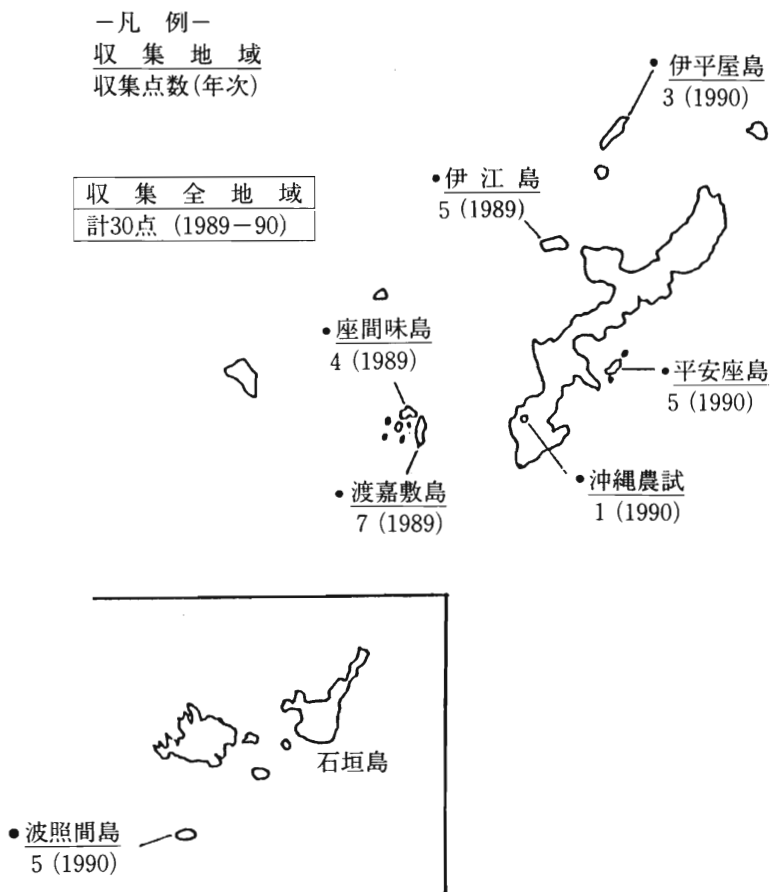 −凡 例−
収集地域
収集点数(年次)
・伊平屋島
3 (1990)
収集全地域
計30点 (1989−90)
・伊江島
5 (1989)
・座間味島
4 (1989)
・平安座島
5 (1990)
・渡嘉敷島
7 (1989)
・沖縄農試
1 (1990)
石垣島
・波照間島
5 (1990)